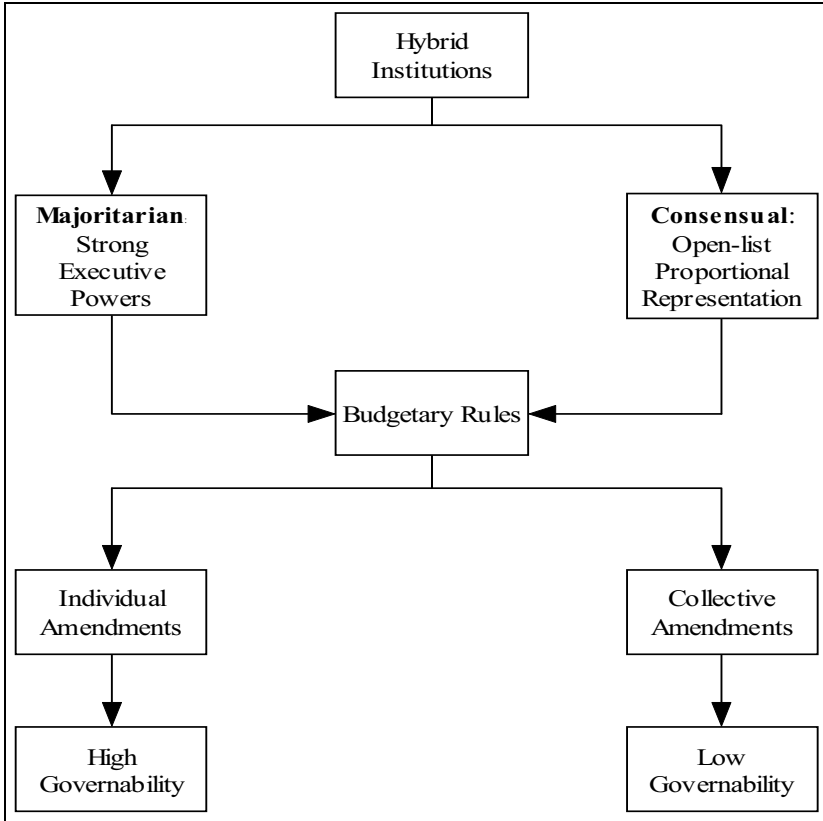 Hybrid
Institutions
Majoritarian:
Strong
Executive
Powers
Consensual:
Open-list
Proportional
Representation
Budgetary Rules
Individual
Amendments
Collective
Amendments
High
Governability
Low
Governability